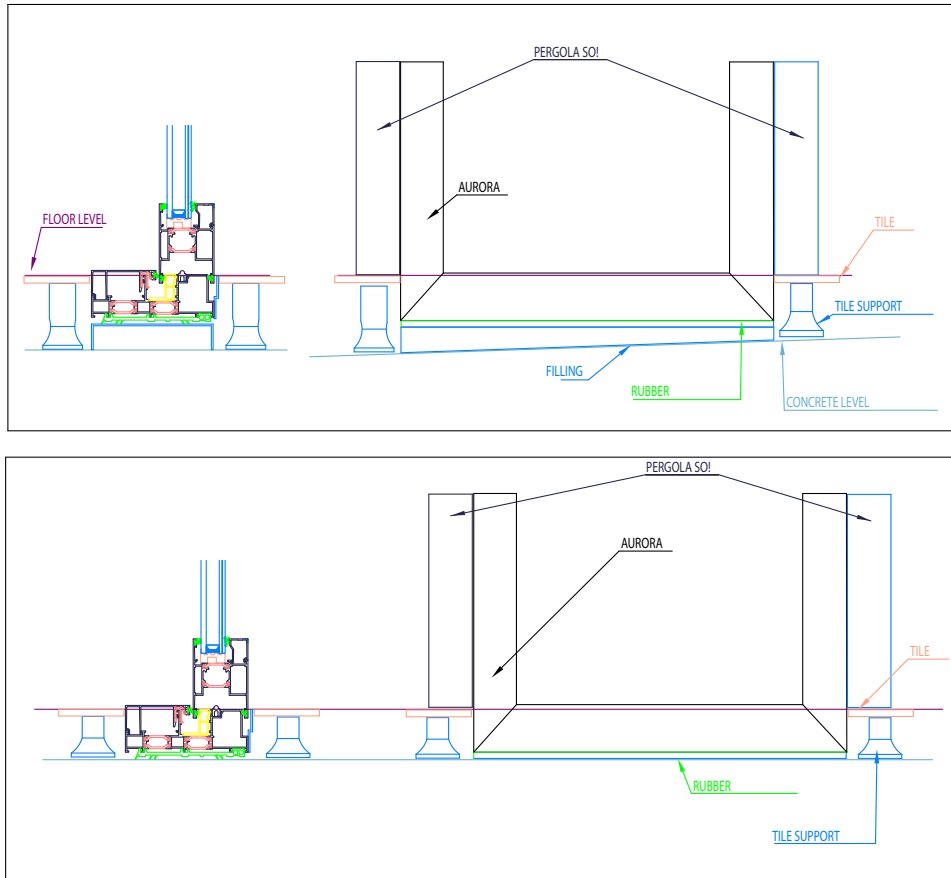 PERGOLA SO!
AURORA
FLOOR LEVEL
TILE
TILE SUPPORT
FILLING
RUBBER
CONCRETE LEVEL
PERGOLA SO!
AURORA
TILE
RUBBER
TILE SUPPORT